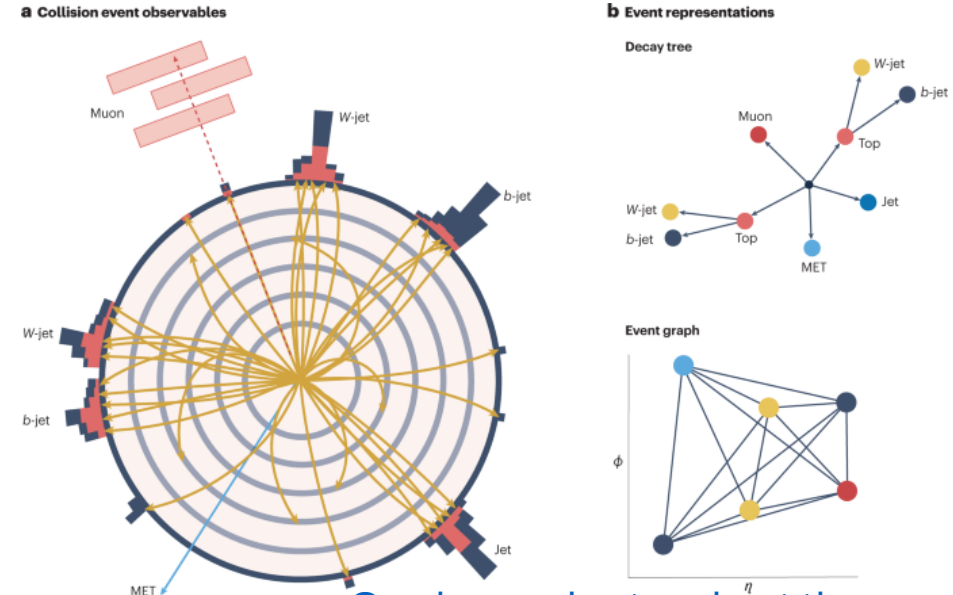 a Collision event observables
Muon
W-jet
b-jet
W-jet
b-jet
Jet
MET
b Event representations
Decay tree
W-jet
b-jet
Muon
Top
W-jet
Jet
b-jet
Top
MET
Event graph
ϕ
η